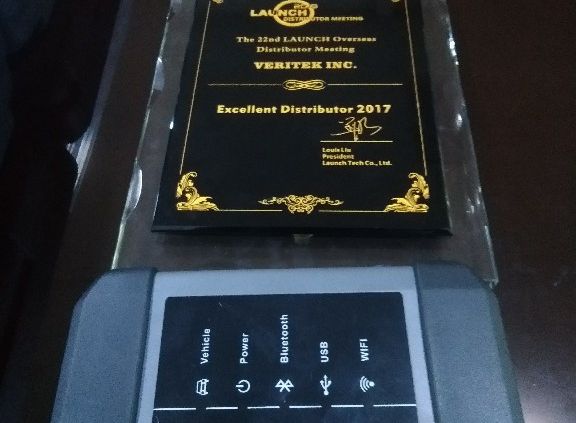 LAUNCH
DISTRIBUTOR MEETING
The 22nd LAUNCH Overseas
Distributor Meeting
VERITEK INC.
Excellent Distributor 2017
Louis Liu
President
Launch Tech Co., Ltd.
Vehicle
Power
Bluetooth
USB
WIFI